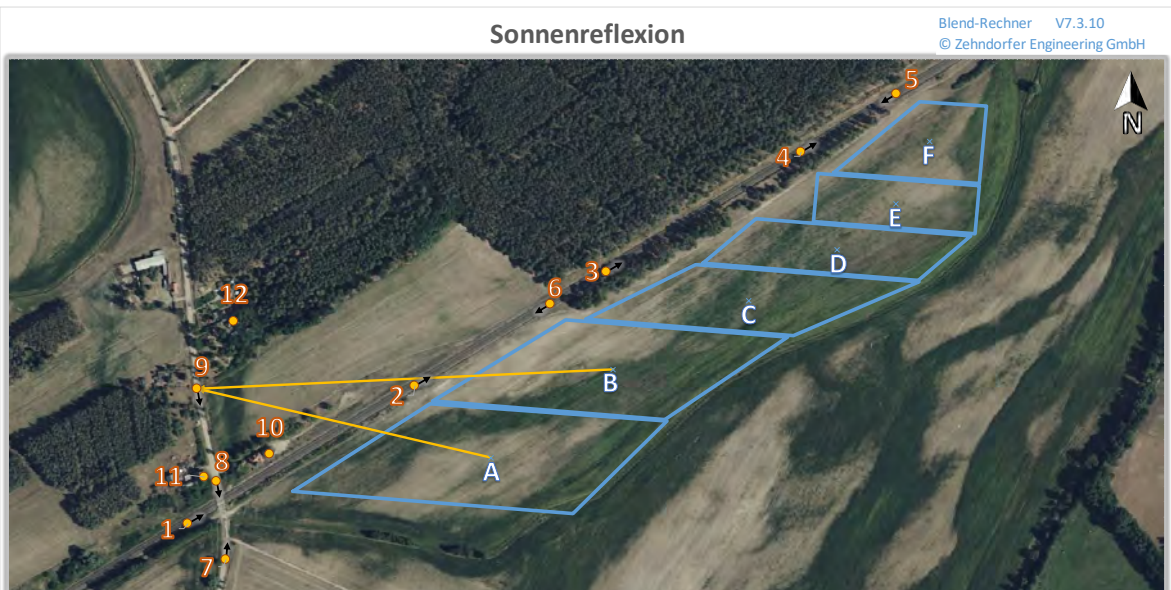 Sonnenreflexion
Blend-Rechner V7.3.10
© Zehndorfer Engineering GmbH
5
N
4
F
E
3
D
12
6
C
9
2
B
10
11
8
A
1
7